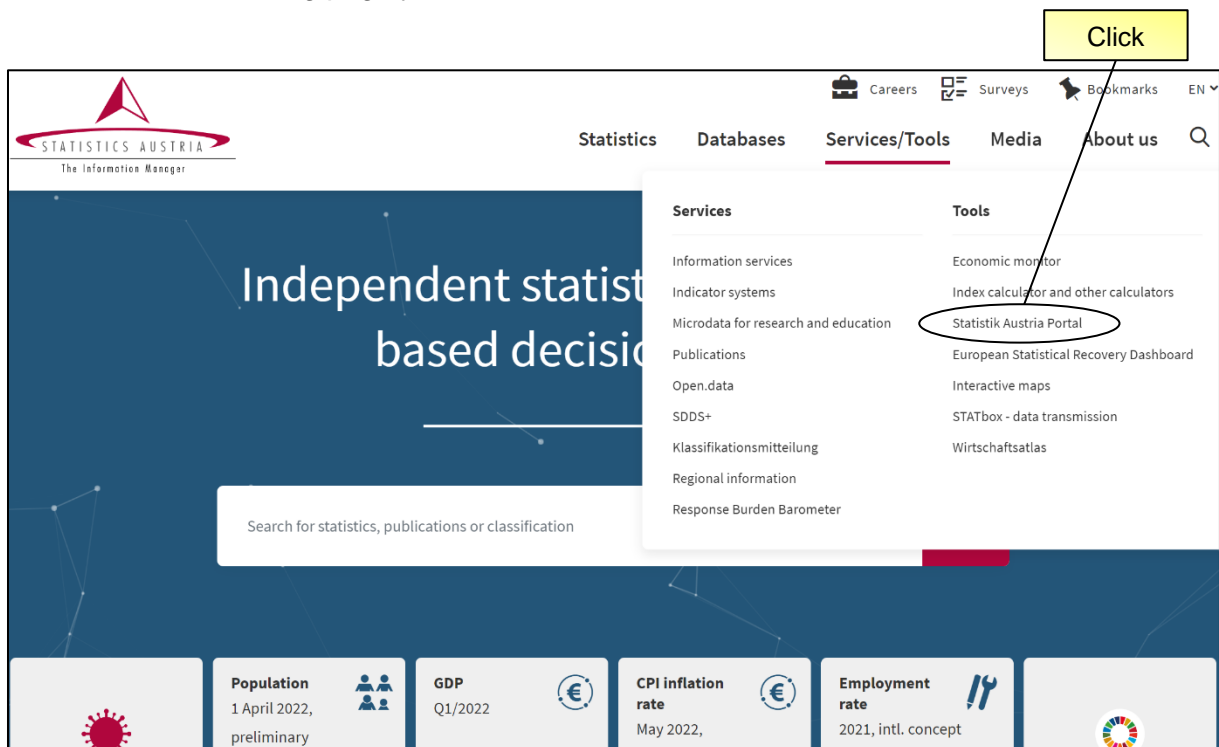 Click
Careers
Surveys
Bookmarks
EN
STATISTICS AUSTRIA
The Information Manager
Statistics
Databases
Services/Tools
Media
About us
Services
Information services
Indicator systems
Microdata for research and education
Publications
Open.data
SDDS+
Klassifikationsmitteilung
Regional information
Response Burden Barometer
Tools
Economic monitor
Index calculator and other calculators
Statistik Austria Portal
European Statistical Recovery Dashboard
Interactive maps
STATbox - data transmission
Wirtschaftsatlas
Independent statist
based decisio
Search for statistics, publications or classification
Population
1 April 2022,
preliminary
GDP
Q1/2022
CPI inflation
rate
May 2022,
Employment
rate
2021, intl. concept